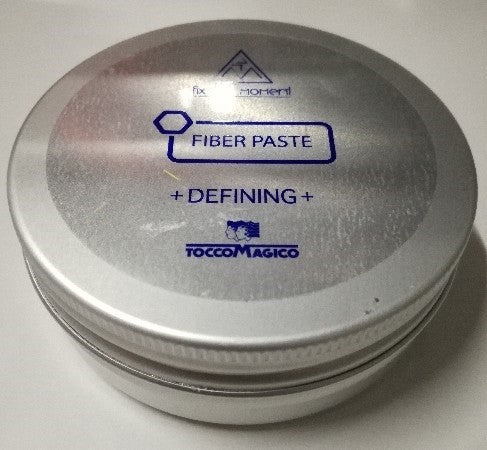 fix moment
FIBER PASTE
+ DEFINING +
TOCCOMAGICO